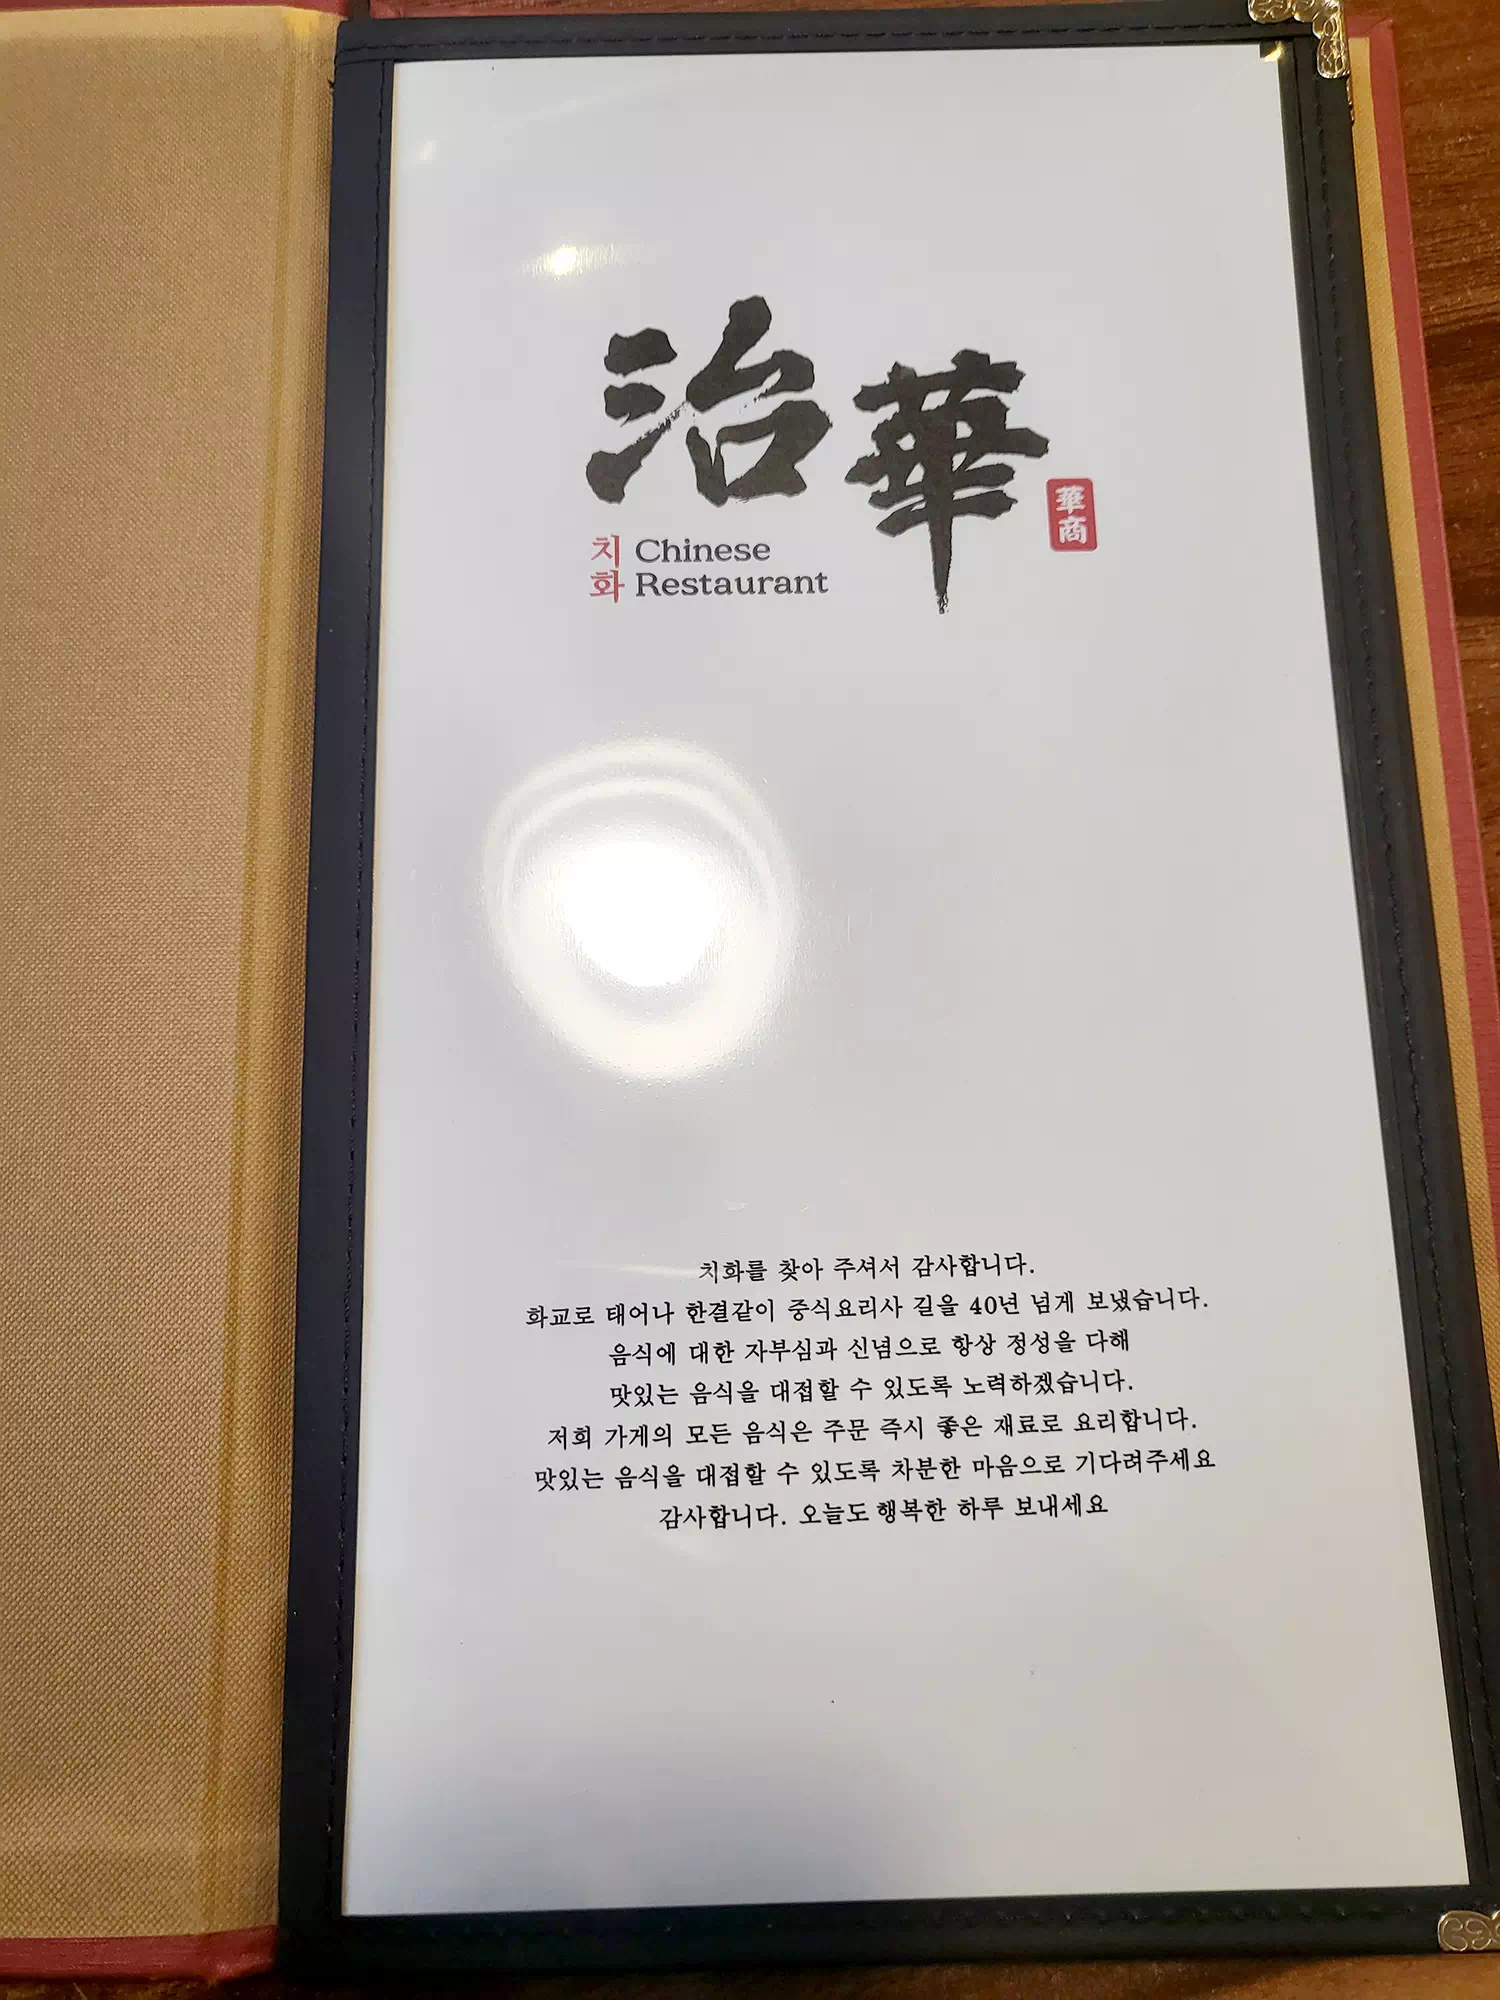 治華
華商
치화 Chinese Restaurant
치화를 찾아 주셔서 감사합니다.
화교로 태어나 한결같이 중식요리사 길을 40년 넘게 보냈습니다.
음식에 대한 자부심과 신념으로 항상 정성을 다해
맛있는 음식을 대접할 수 있도록 노력하겠습니다.
저희 가게의 모든 음식은 주문 즉시 좋은 재료로 요리합니다.
맛있는 음식을 대접할 수 있도록 차분한 마음으로 기다려주세요
감사합니다. 오늘도 행복한 하루 보내세요